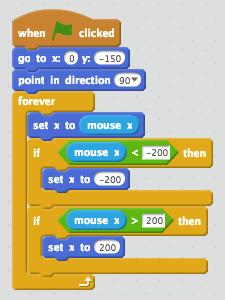 when clicked
go to x: 0 y: -150
point in direction 90
forever
set x to mouse x
if mouse x < -200 then
set x to -200
if mouse x > 200 then
set x to 200